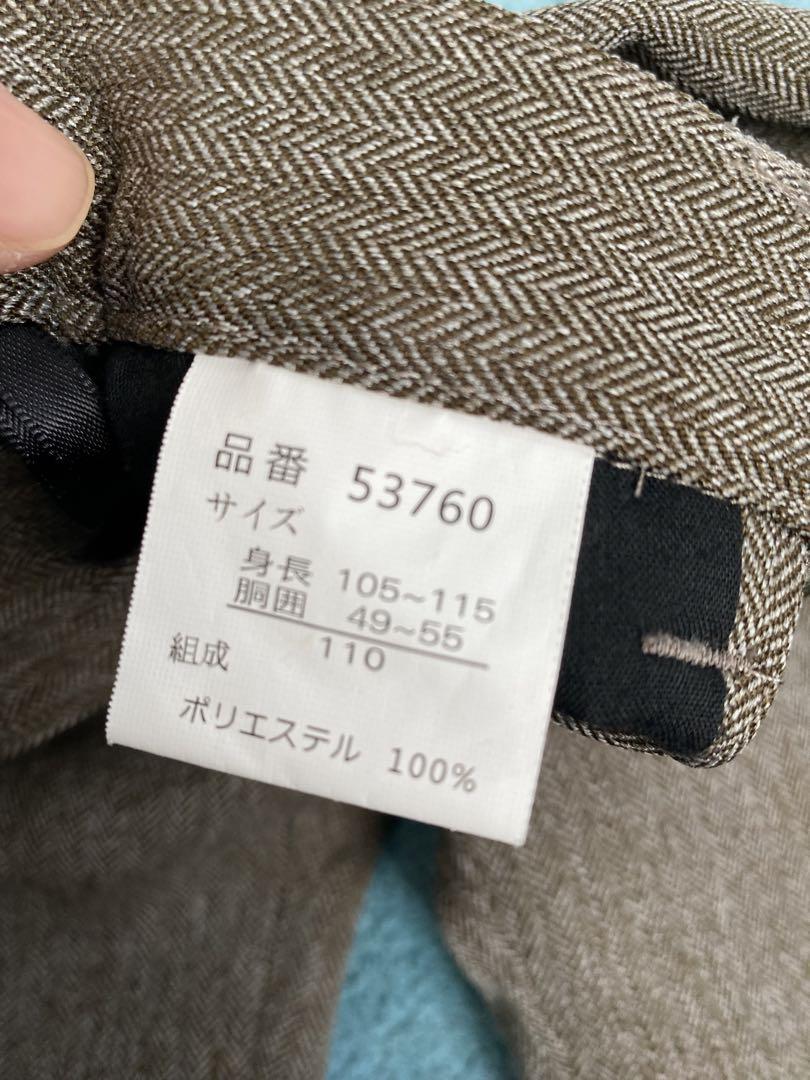 品番 53760
サイズ
身長 105~115
胴囲 49~55
110
組成
ポリエステル 100%